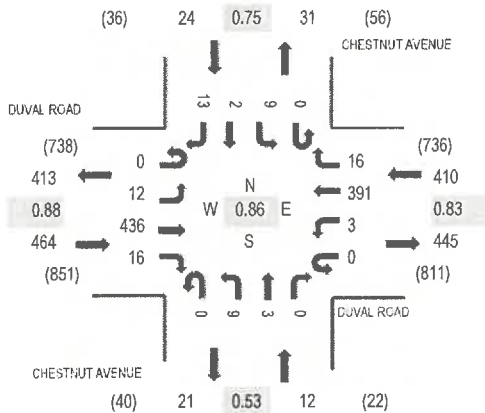 (36) 24 0.75 31 (56)
CHESTNUT AVENUE
DUVAL ROAD
13 2 9 0
(738) 0 16 (736)
413 12 391 410
N
0.88 436 W 0.86 E 3 0.83
S
464 16 0 445
(851) (811)
0 9 3 0
DUVAL ROAD
CHESTNUT AVENUE
(40) 21 0.53 12 (22)